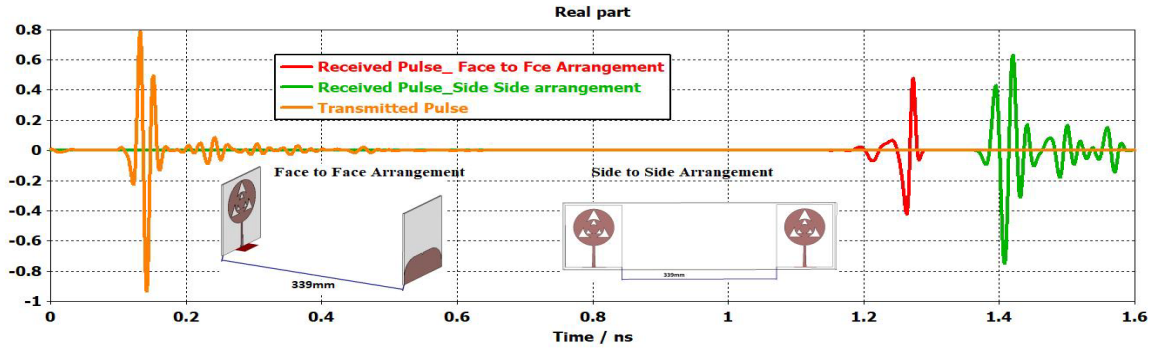 Real part
0.8
0.6
0.4
0.2
0
-0.2
-0.4
-0.6
-0.8
-1
Received Pulse_ Face to Fce Arrangement
Received Pulse_Side Side arrangement
Transmitted Pulse
Face to Face Arrangement
Side to Side Arrangement
339mm
339mm
0 0.2 0.4 0.6 0.8 1 1.2 1.4 1.6
Time / ns